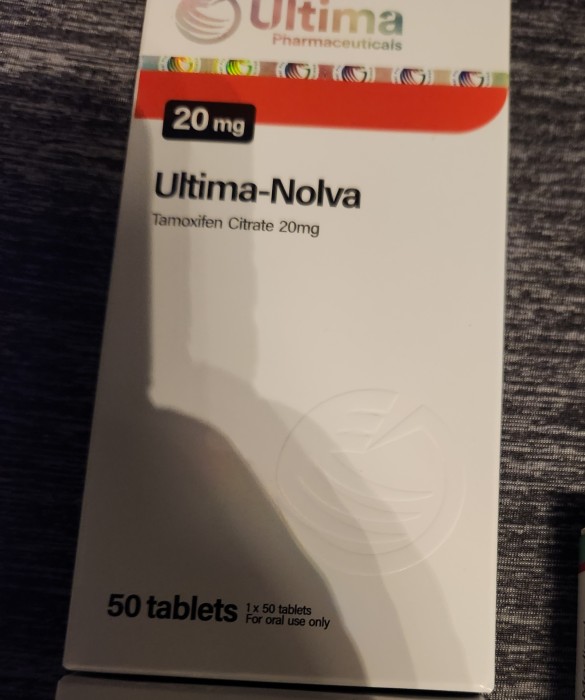 Ultima
Pharmaceuticals
20 mg
Ultima-Nolva
Tamoxifen Citrate 20mg
50 tablets
1 x 50 tablets
For oral use only